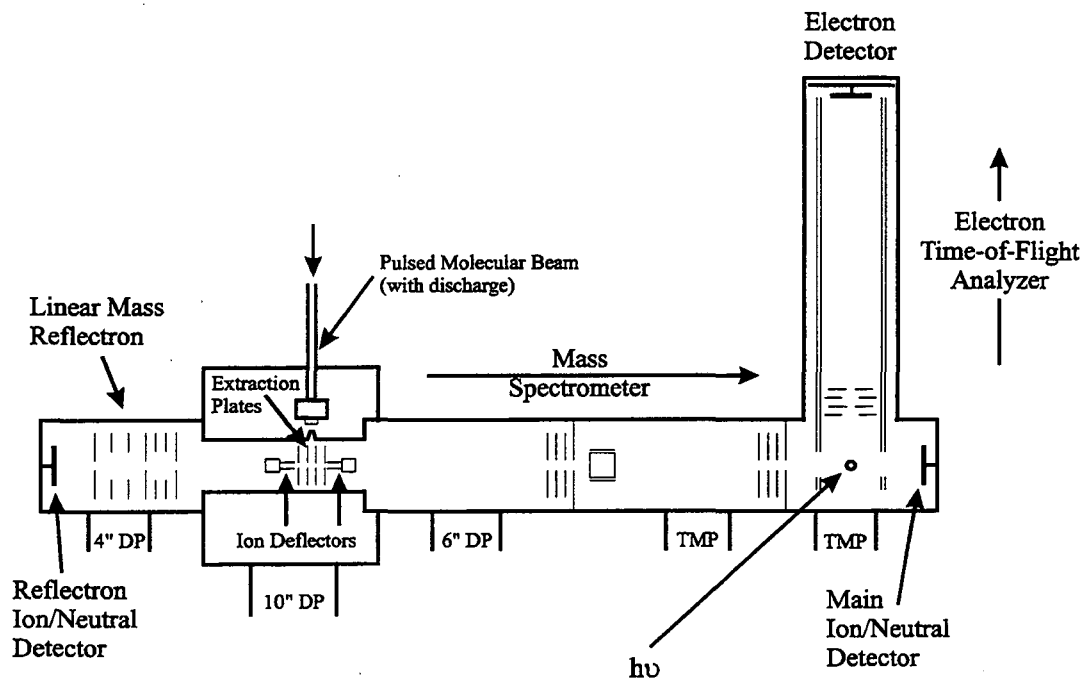 Electron
Detector
Electron
Time-of-Flight
Analyzer
Pulsed Molecular Beam
(with discharge)
Linear Mass
Reflectron
Extraction
Plates
Mass
Spectrometer
4" DP
Ion Deflectors
6" DP
TMP
TMP
10" DP
Reflectron
Ion/Neutral
Detector
Main
Ion/Neutral
Detector
hυ